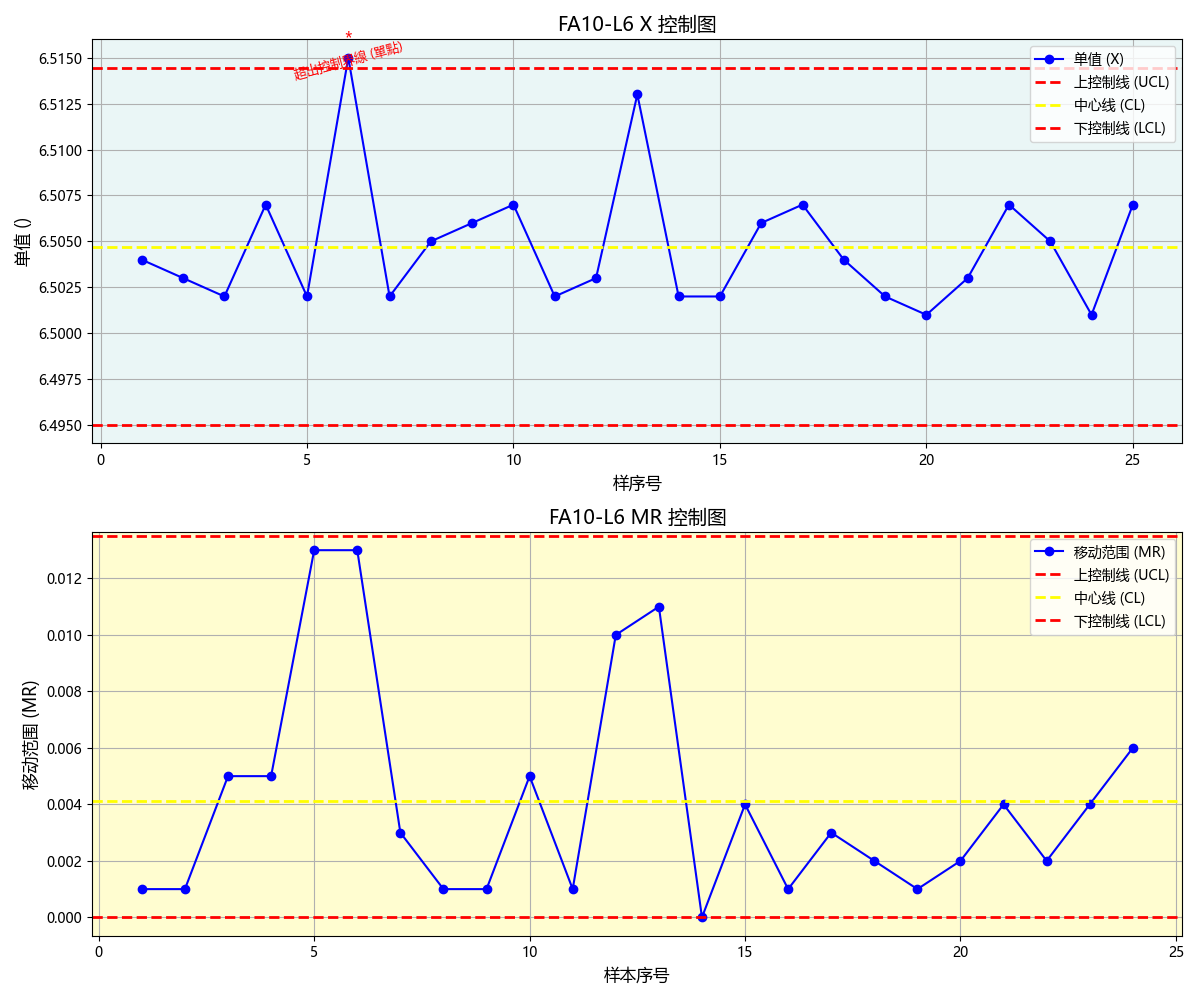 FA10-L6 X 控制图
*
超出控制界線 (單點)
单值 (X)
上控制线 (UCL)
中心线 (CL)
下控制线 (LCL)
单值 ()
6.5150
6.5125
6.5100
6.5075
6.5050
6.5025
6.5000
6.4975
6.4950
0 5 10 15 20 25
样序号
FA10-L6 MR 控制图
移动范围 (MR)
上控制线 (UCL)
中心线 (CL)
下控制线 (LCL)
移动范围 (MR)
0.012
0.010
0.008
0.006
0.004
0.002
0.000
0 5 10 15 20 25
样本序号